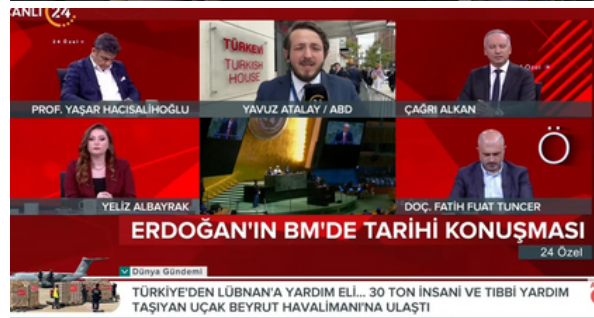 CANLI 24
24 Özel
TÜRKEVİ
TURKISH
HOUSE
Özel
PROF. YAŞAR HACISALİHOĞLU
YAVUZ ATALAY / ABD
ÇAĞRI ALKAN
Ö
YELİZ ALBAYRAK
DOÇ. FATİH FUAT TUNCER
ERDOĞAN'IN BM'DE TARİHİ KONUŞMASI
24 Özel
Dünya Gündemi
TÜRKİYE'DEN LÜBNAN'A YARDIM ELİ... 30 TON İNSANİ VE TIBBİ YARDIM
TAŞIYAN UÇAK BEYRUT HAVALİMANI'NA ULAŞTI